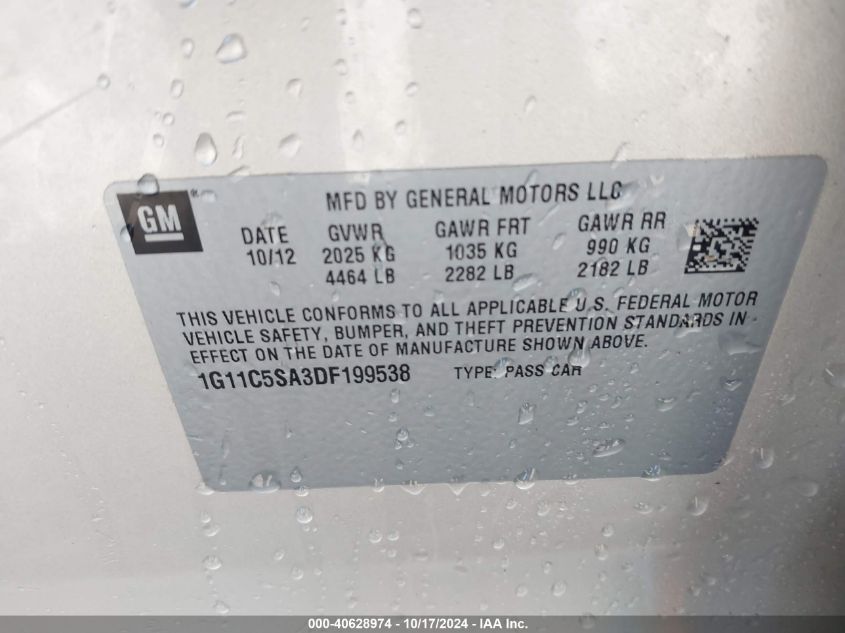 GM
MFD BY GENERAL MOTORS LLC
DATE GVWR GAWR FRT GAWR RR
10/12 2025 KG 1035 KG 990 KG
4464 LB 2282 LB 2182 LB
THIS VEHICLE CONFORMS TO ALL APPLICABLE U.S. FEDERAL MOTOR
VEHICLE SAFETY, BUMPER, AND THEFT PREVENTION STANDARDS IN
EFFECT ON THE DATE OF MANUFACTURE SHOWN ABOVE.
1G11C5SA3DF199538 TYPE: PASS CAR
000-40628974 - 10/17/2024 - IAA Inc.